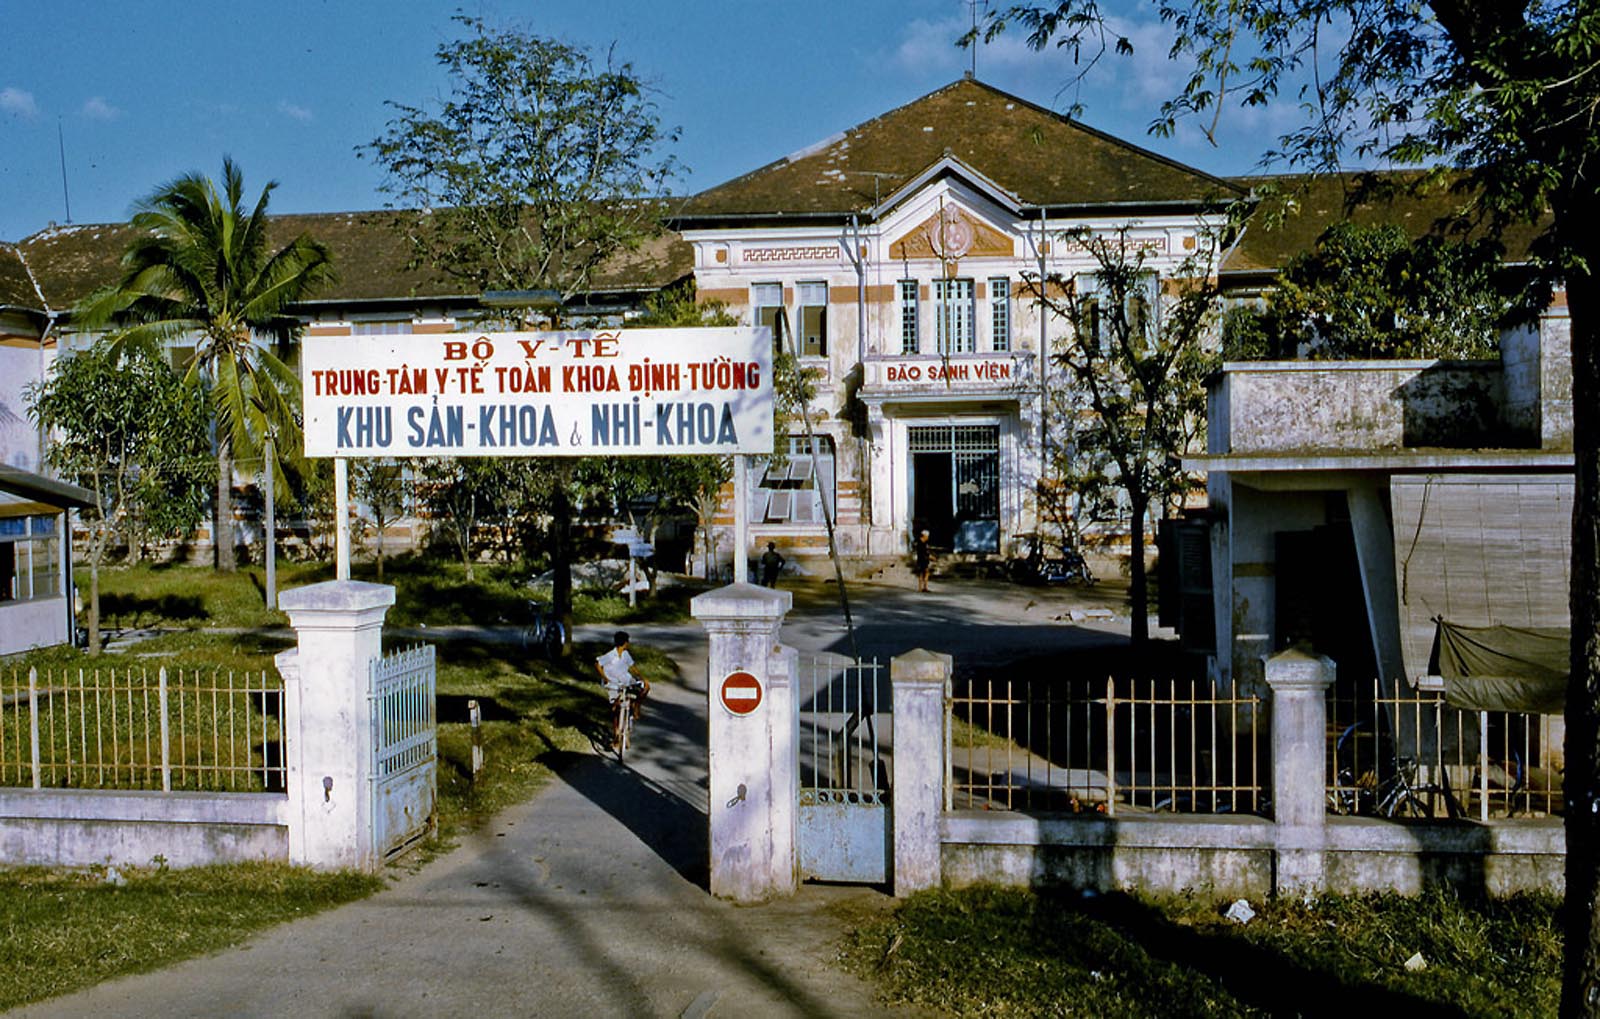 BỘ Y-TẾ
TRUNG-TÂM Y-TẾ TOÀN KHOA ĐỊNH-TƯỜNG
KHU SẢN-KHOA & NHI-KHOA
BẢO SANH VIỆN